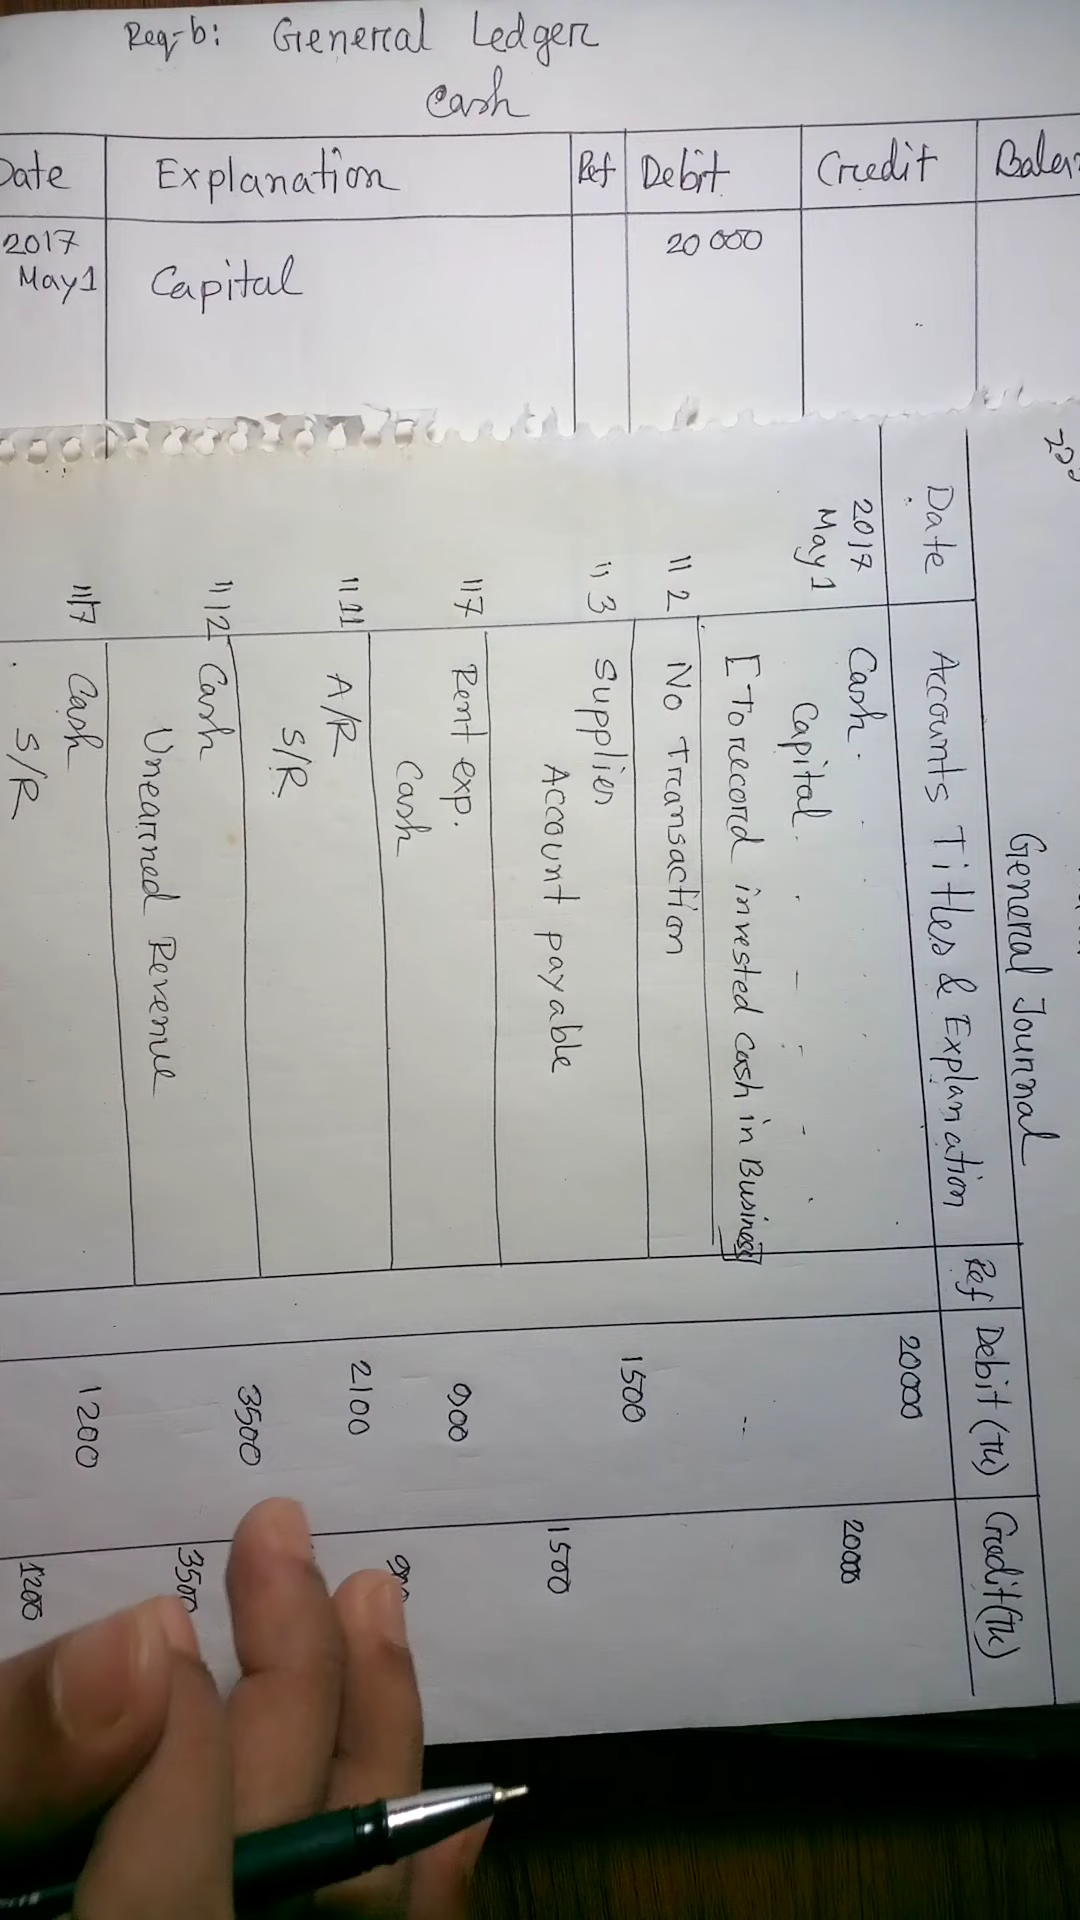 Req-b: General Ledger
Cash
Date Explanation Ref Debit Credit
2017 20 000
May 1 Capital
General Journal
Date Accounts Titles & Explanation Ref Debit (TK) Credit (TK)
2017 Cash 20000
May 1 Capital 20000
[To record invested cash in Business]
" 2 No Transaction
" 3 Supplies 1500
Account payable 1500
" 7 Rent exp. 900
Cash
" 11 A/R 2100
S/R
" 12 Cash 3500
Unearned Revenue 3500
" 17 Cash 1200
S/R 1200